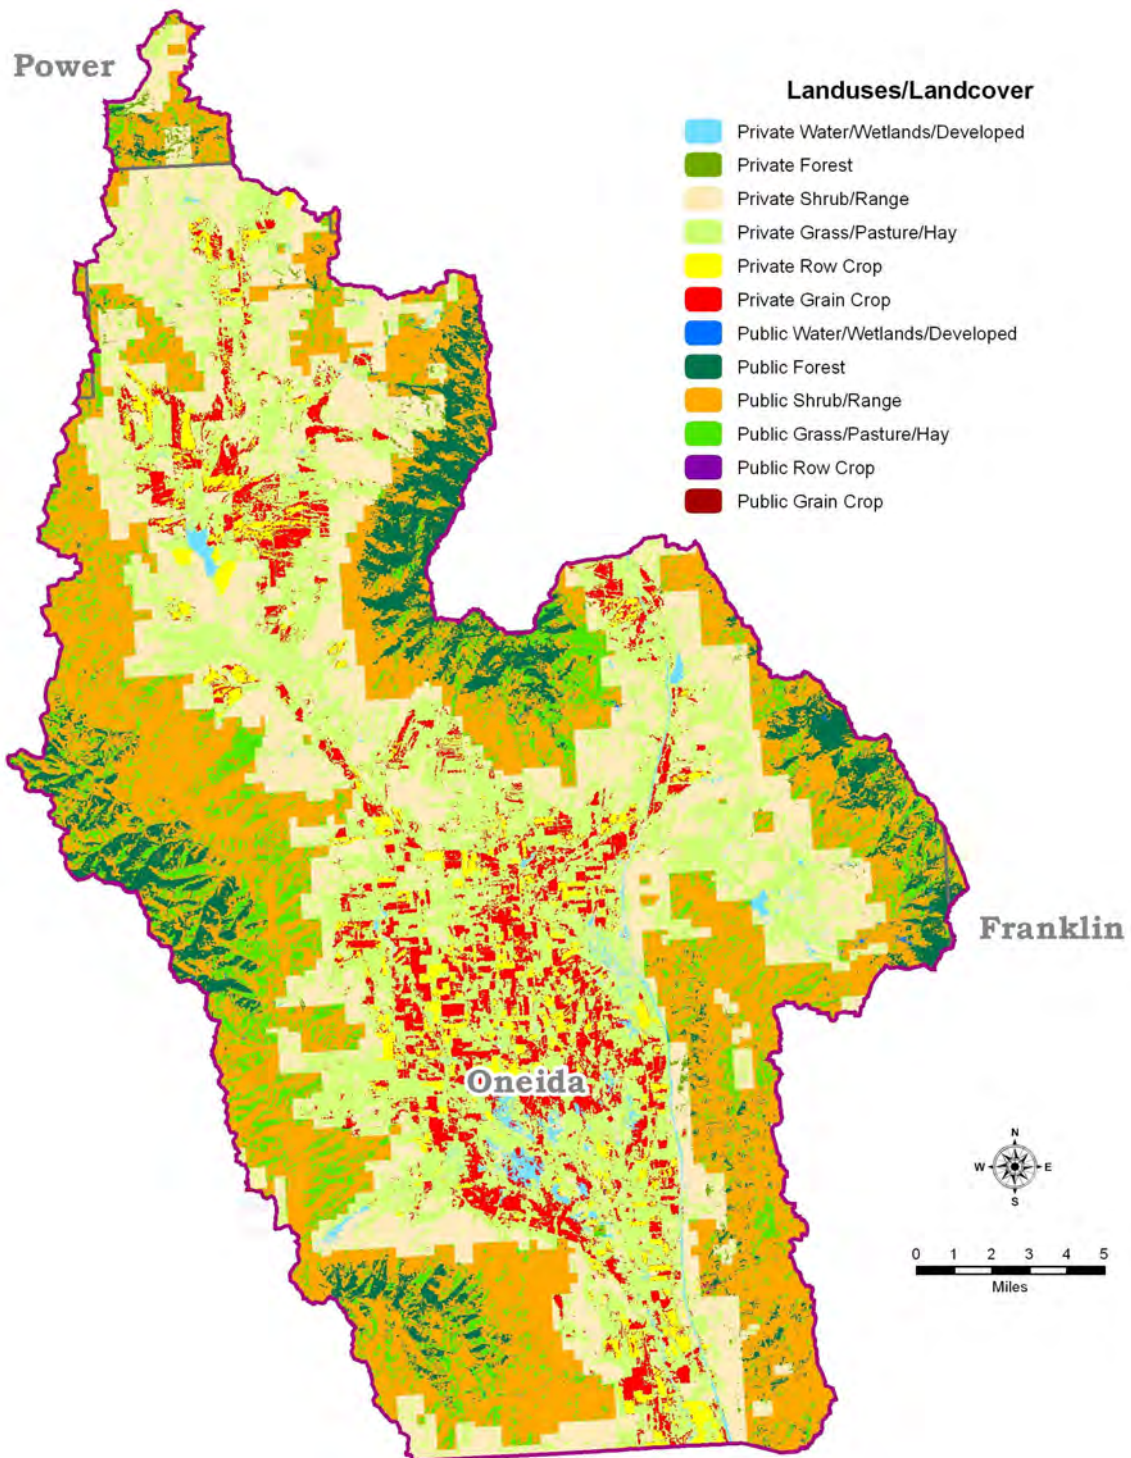 Power
Landuses/Landcover
Private Water/Wetlands/Developed
Private Forest
Private Shrub/Range
Private Grass/Pasture/Hay
Private Row Crop
Private Grain Crop
Public Water/Wetlands/Developed
Public Forest
Public Shrub/Range
Public Grass/Pasture/Hay
Public Row Crop
Public Grain Crop
Franklin
Oneida
N
W E
S
0 1 2 3 4 5
Miles